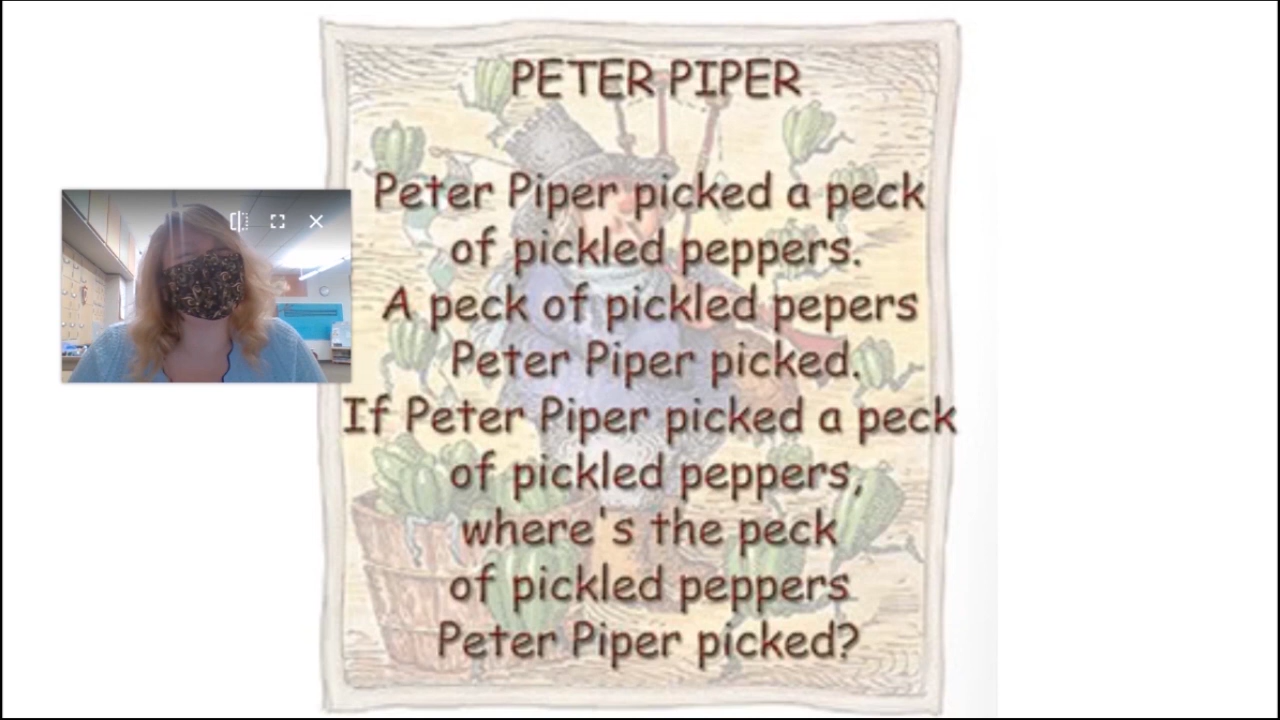 PETER PIPER
Peter Piper picked a peck
of pickled peppers.
A peck of pickled pepers
Peter Piper picked.
If Peter Piper picked a peck
of pickled peppers,
where's the peck
of pickled peppers
Peter Piper picked?